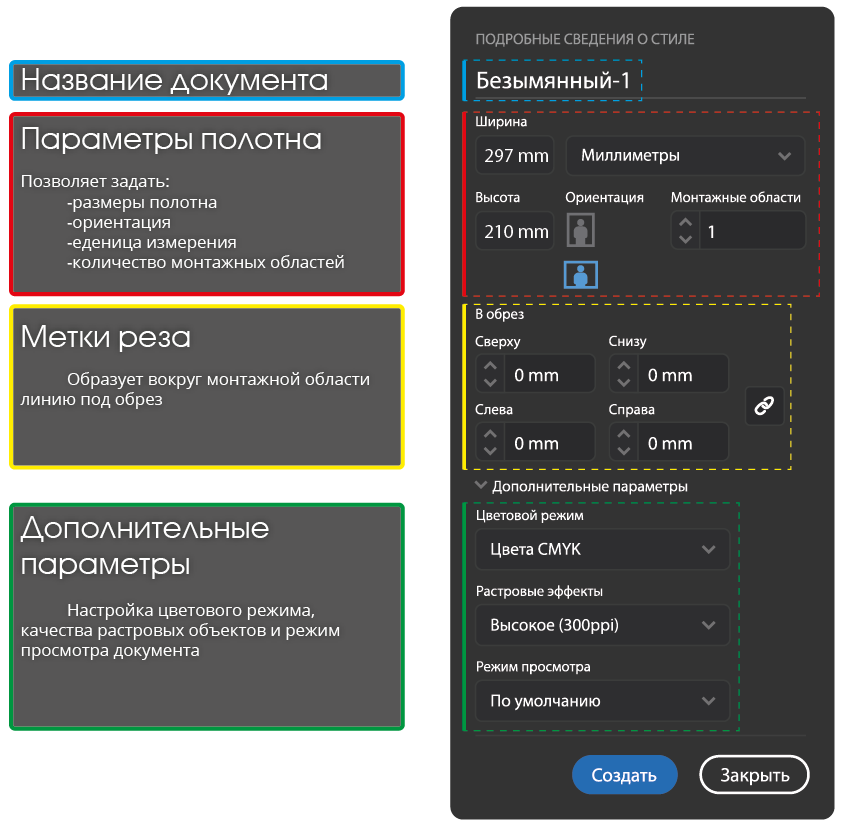 Название документа
Параметры полотна
Позволяет задать:
-размеры полотна
-ориентация
-еденица измерения
-количество монтажных областей
Метки реза
Образует вокруг монтажной области
линию под обрез
Дополнительные
параметры
Настройка цветового режима,
качества растровых объектов и режим
просмотра документа
ПОДРОБНЫЕ СВЕДЕНИЯ О СТИЛЕ
Безымянный-1
Ширина
297 mm Миллиметры
Высота Ориентация Монтажные области
210 mm 1
В обрез
Сверху Снизу
0 mm 0 mm
Слева Справа
0 mm 0 mm
Дополнительные параметры
Цветовой режим
Цвета CMYK
Растровые эффекты
Высокое (300ppi)
Режим просмотра
По умолчанию
Создать Закрыть